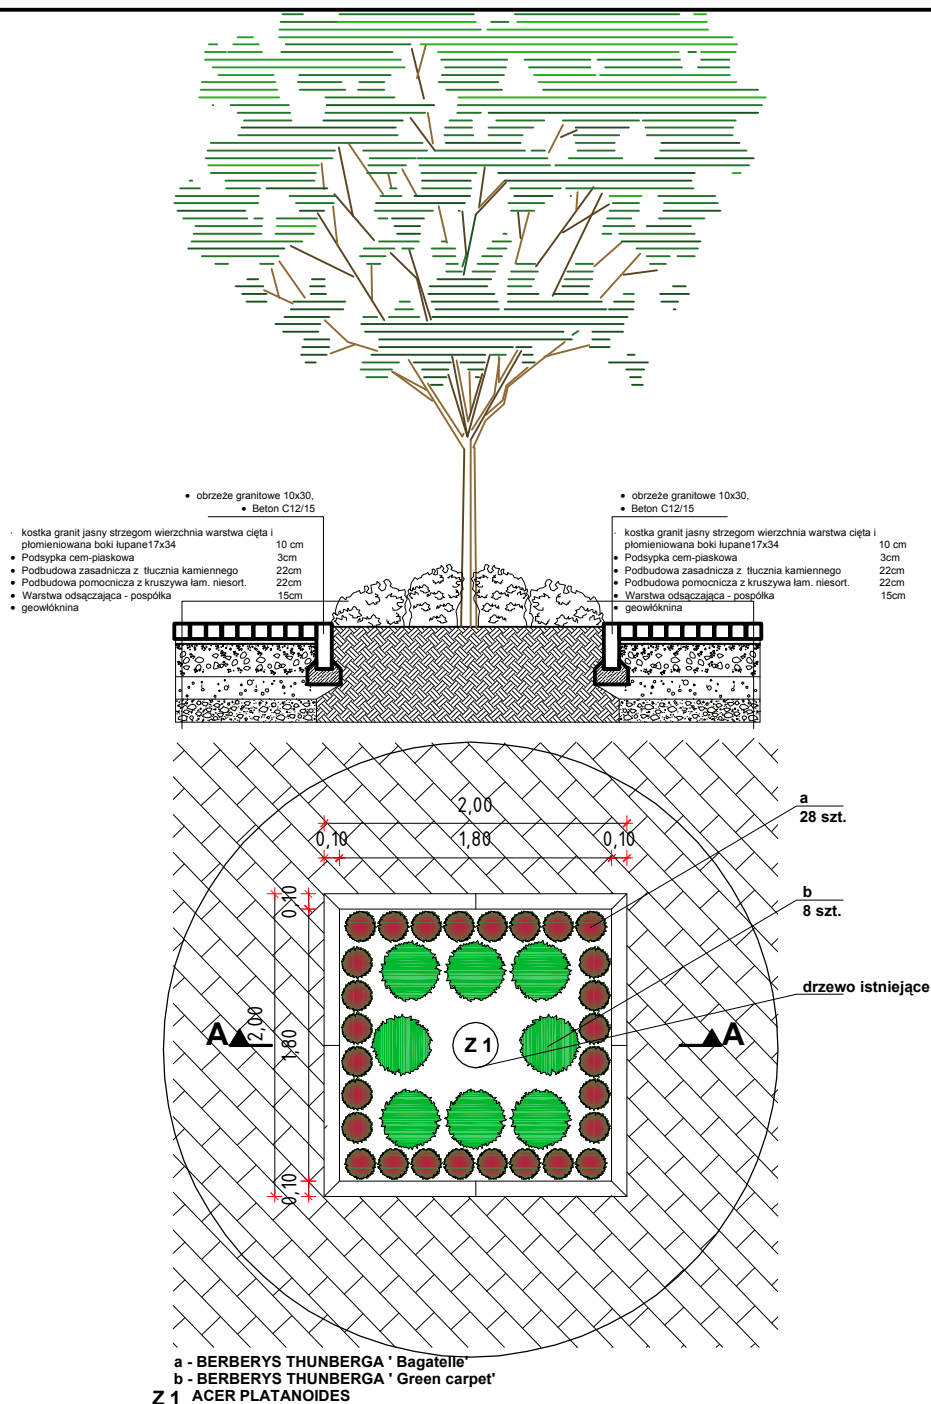 • obrzeże granitowe 10x30,
• Beton C12/15
· kostka granit jasny strzegom wierzchnia warstwa cięta i
płomieniowana boki łupane17x34 10 cm
• Podsypka cem-piaskowa 3cm
• Podbudowa zasadnicza z tłucznia kamiennego 22cm
• Podbudowa pomocnicza z kruszywa łam. niesort. 22cm
• Warstwa odsączająca - pospółka 15cm
• geowłóknina
• obrzeże granitowe 10x30,
• Beton C12/15
· kostka granit jasny strzegom wierzchnia warstwa cięta i
płomieniowana boki łupane17x34 10 cm
• Podsypka cem-piaskowa 3cm
• Podbudowa zasadnicza z tłucznia kamiennego 22cm
• Podbudowa pomocnicza z kruszywa łam. niesort. 22cm
• Warstwa odsączająca - pospółka 15cm
• geowłóknina
2,00
0,10 1,80 0,10
a
28 szt.
b
8 szt.
drzewo istniejące
0,10
2,00
1,80
0,10
A
Z 1
A
a - BERBERYS THUNBERGA ' Bagatelle'
b - BERBERYS THUNBERGA ' Green carpet'
Z 1 ACER PLATANOIDES